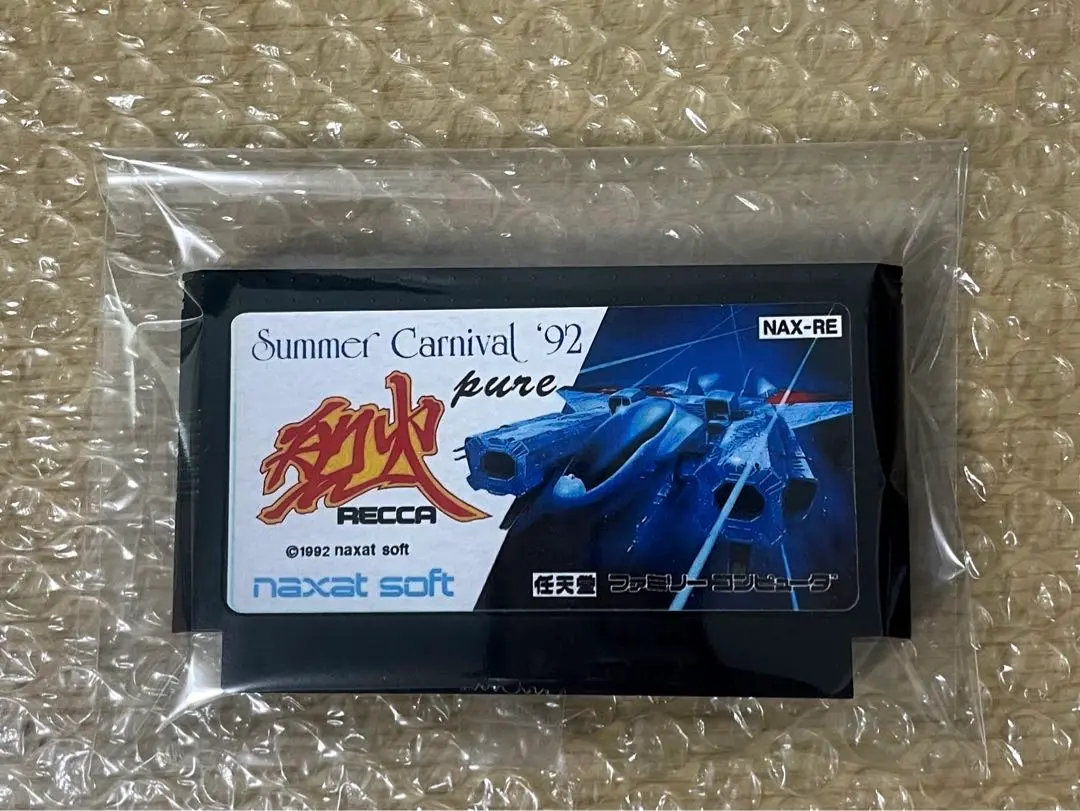 Summer Carnival '92
pure
NAX-RE
烈火
RECCA
©1992 naxat soft
naxat soft
任天堂 ファミリーコンピュータ